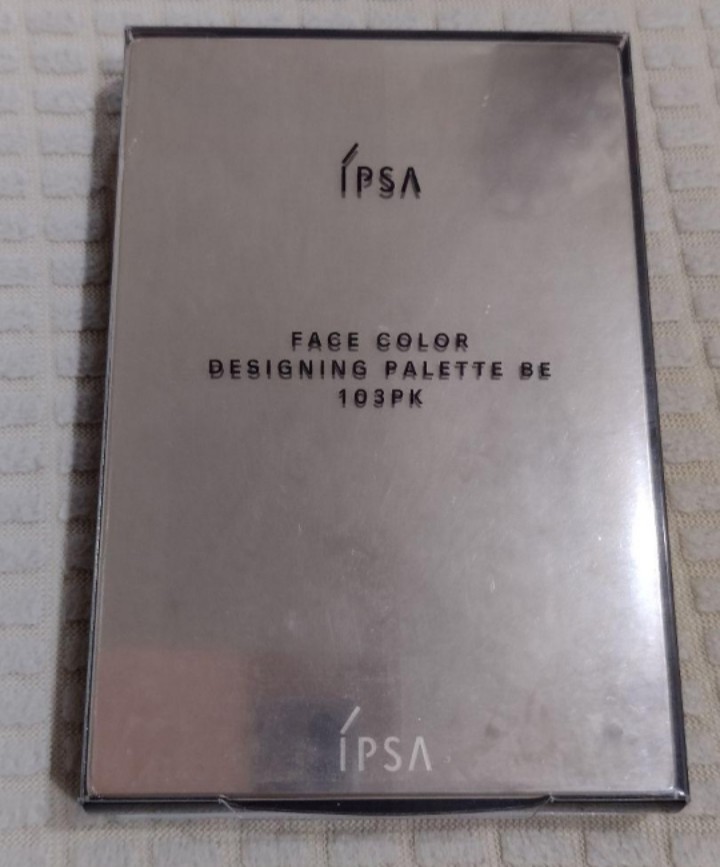 ÍPSA
FACE COLOR
DESIGNING PALETTE BE
103PK
ÍPSA